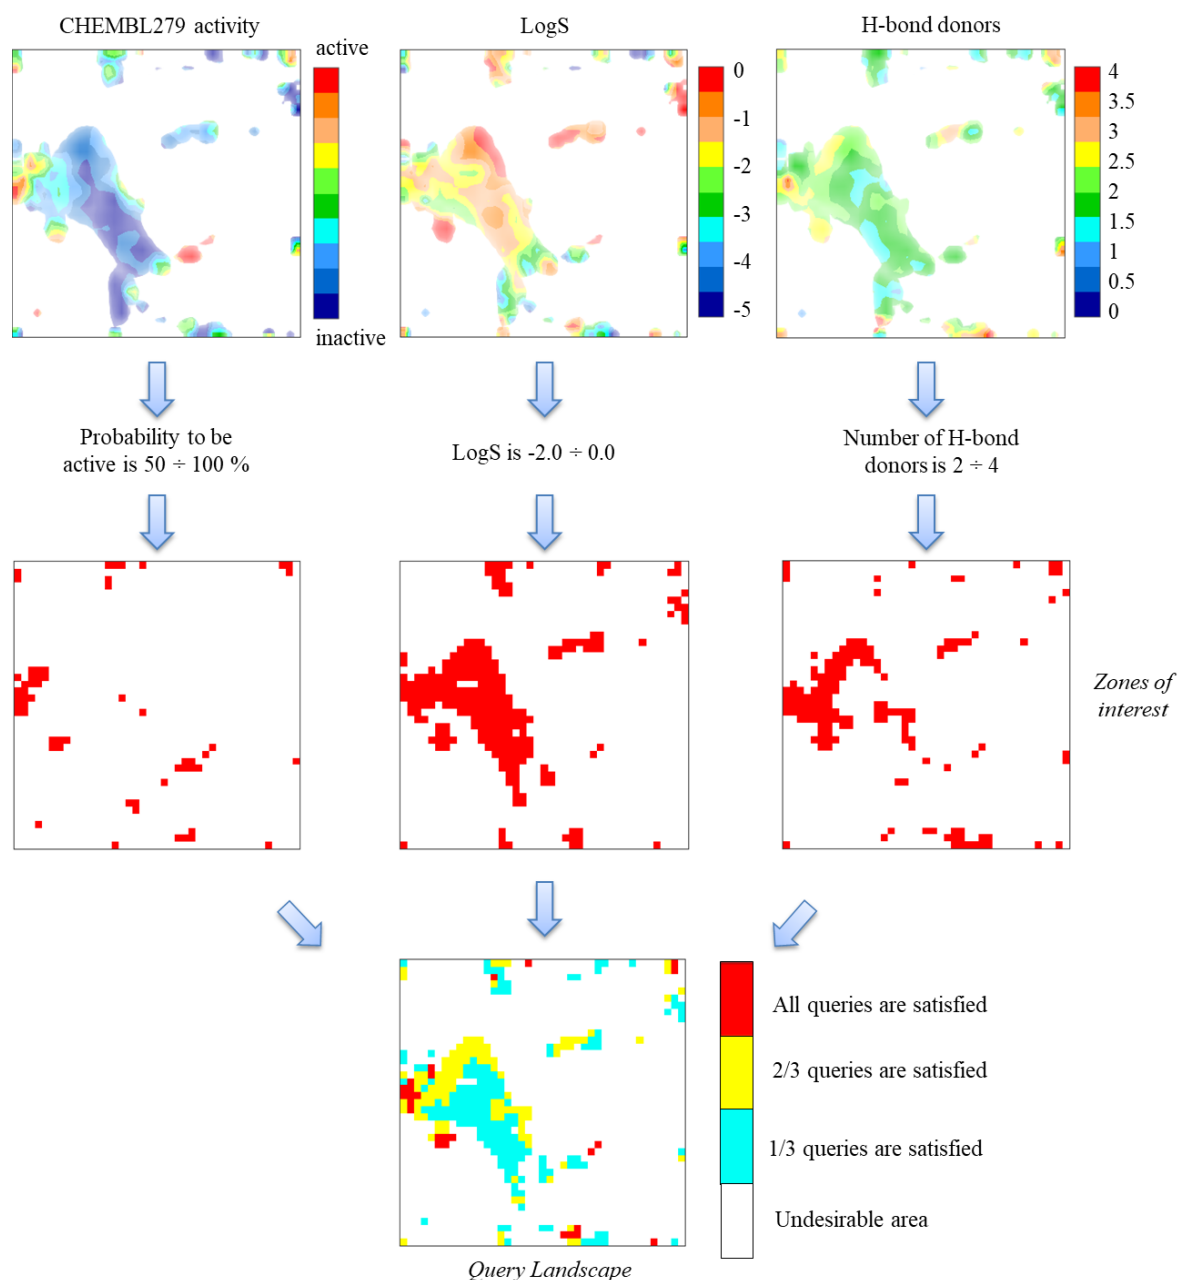 CHEMBL279 activity
LogS
H-bond donors
active
inactive
0
-1
-2
-3
-4
-5
4
3.5
3
2.5
2
1.5
1
0.5
0
Probability to be
active is 50 ÷ 100 %
LogS is -2.0 ÷ 0.0
Number of H-bond
donors is 2 ÷ 4
Zones of
interest
All queries are satisfied
2/3 queries are satisfied
1/3 queries are satisfied
Undesirable area
Query Landscape